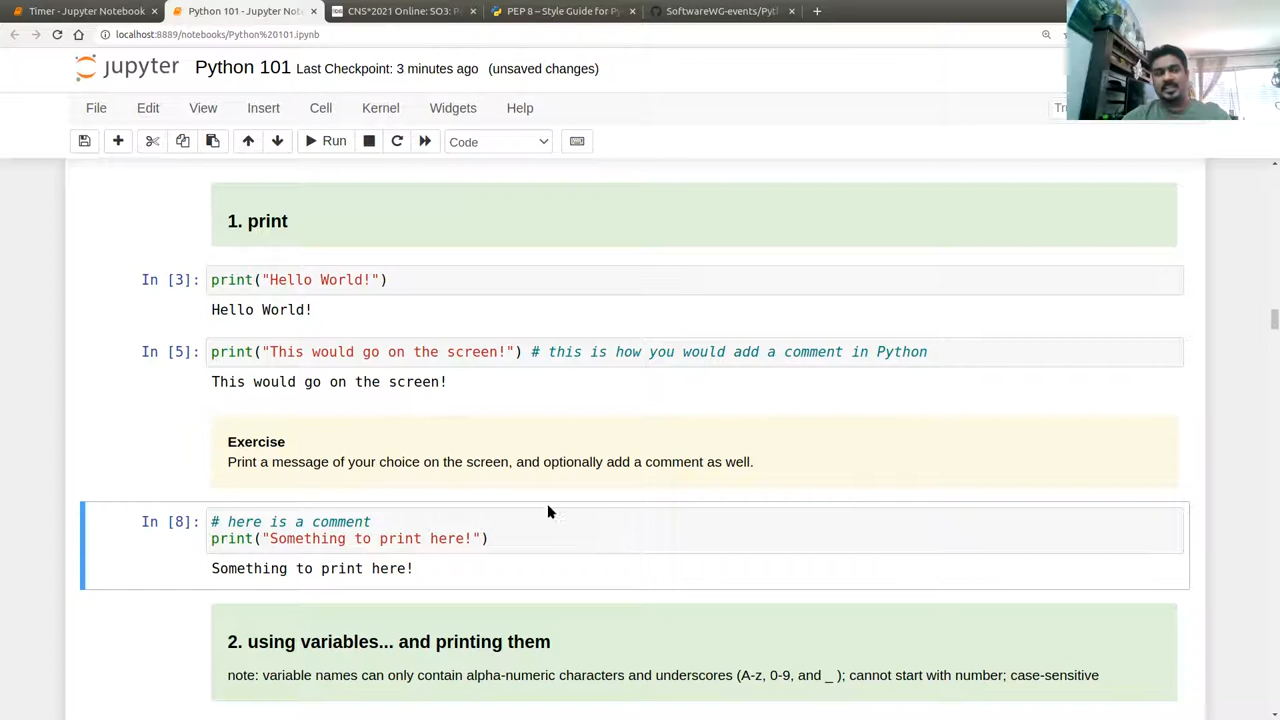 Timer - Jupyter Notebook
Python 101 - Jupyter Note
CNS*2021 Online: SO3: P
PEP 8 – Style Guide for Py
SoftwareWG-events/Pyt
localhost:8889/notebooks/Python%20101.ipynb
jupyter Python 101 Last Checkpoint: 3 minutes ago (unsaved changes)
File Edit View Insert Cell Kernel Widgets Help
Run Code
1. print
In [3]: print("Hello World!")
Hello World!
In [5]: print("This would go on the screen!") # this is how you would add a comment in Python
This would go on the screen!
Exercise
Print a message of your choice on the screen, and optionally add a comment as well.
In [8]: # here is a comment
print("Something to print here!")
Something to print here!
2. using variables... and printing them
note: variable names can only contain alpha-numeric characters and underscores (A-z, 0-9, and _ ); cannot start with number; case-sensitive